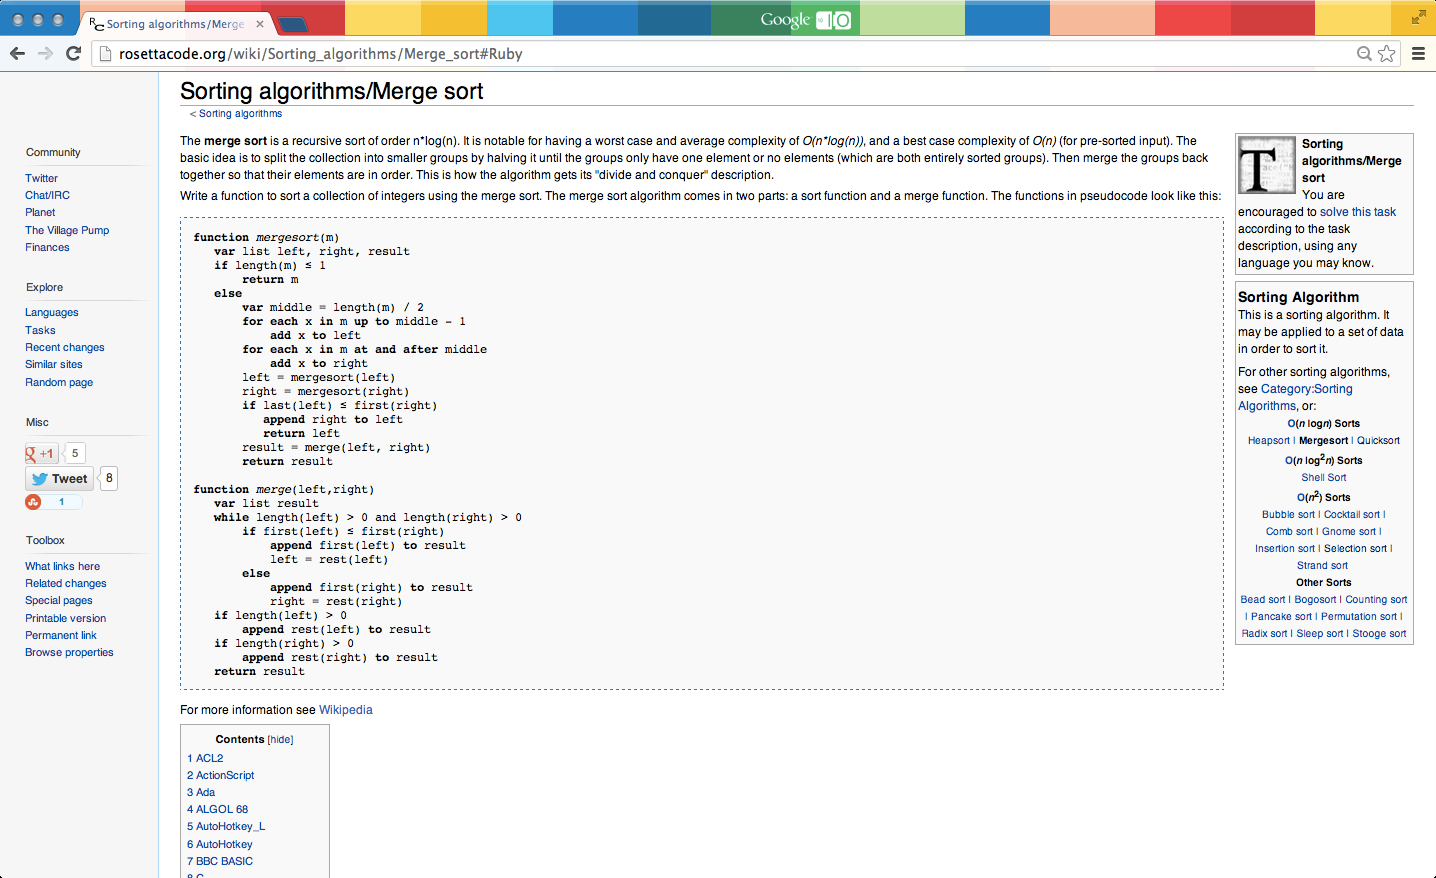 Sorting algorithms/Merge
Google I O
rosettacode.org/wiki/Sorting_algorithms/Merge_sort#Ruby
Sorting algorithms/Merge sort
< Sorting algorithms
Community
Twitter
Chat/IRC
Planet
The Village Pump
Finances
Explore
Languages
Tasks
Recent changes
Similar sites
Random page
Misc
+1 5
Tweet 8
1
Toolbox
What links here
Related changes
Special pages
Printable version
Permanent link
Browse properties
The merge sort is a recursive sort of order n*log(n). It is notable for having a worst case and average complexity of O(n*log(n)), and a best case complexity of O(n) (for pre-sorted input). The
basic idea is to split the collection into smaller groups by halving it until the groups only have one element or no elements (which are both entirely sorted groups). Then merge the groups back
together so that their elements are in order. This is how the algorithm gets its "divide and conquer" description.
Write a function to sort a collection of integers using the merge sort. The merge sort algorithm comes in two parts: a sort function and a merge function. The functions in pseudocode look like this:
function mergesort(m)
   var list left, right, result
   if length(m) ≤ 1
       return m
   else
       var middle = length(m) / 2
       for each x in m up to middle - 1
           add x to left
       for each x in m at and after middle
           add x to right
       left = mergesort(left)
       right = mergesort(right)
       if last(left) ≤ first(right)
          append right to left
          return left
       result = merge(left, right)
       return result
function merge(left,right)
   var list result
   while length(left) > 0 and length(right) > 0
       if first(left) ≤ first(right)
           append first(left) to result
           left = rest(left)
       else
           append first(right) to result
           right = rest(right)
   if length(left) > 0
       append rest(left) to result
   if length(right) > 0
       append rest(right) to result
   return result
For more information see Wikipedia
Contents [hide]
1 ACL2
2 ActionScript
3 Ada
4 ALGOL 68
5 AutoHotkey_L
6 AutoHotkey
7 BBC BASIC
8 C
Sorting
algorithms/Merge
sort
You are
encouraged to solve this task
according to the task
description, using any
language you may know.
Sorting Algorithm
This is a sorting algorithm. It
may be applied to a set of data
in order to sort it.
For other sorting algorithms,
see Category:Sorting
Algorithms, or:
O(n logn) Sorts
Heapsort | Mergesort | Quicksort
O(n log²n) Sorts
Shell Sort
O(n²) Sorts
Bubble sort | Cocktail sort |
Comb sort | Gnome sort |
Insertion sort | Selection sort |
Strand sort
Other Sorts
Bead sort | Bogosort | Counting sort
| Pancake sort | Permutation sort |
Radix sort | Sleep sort | Stooge sort